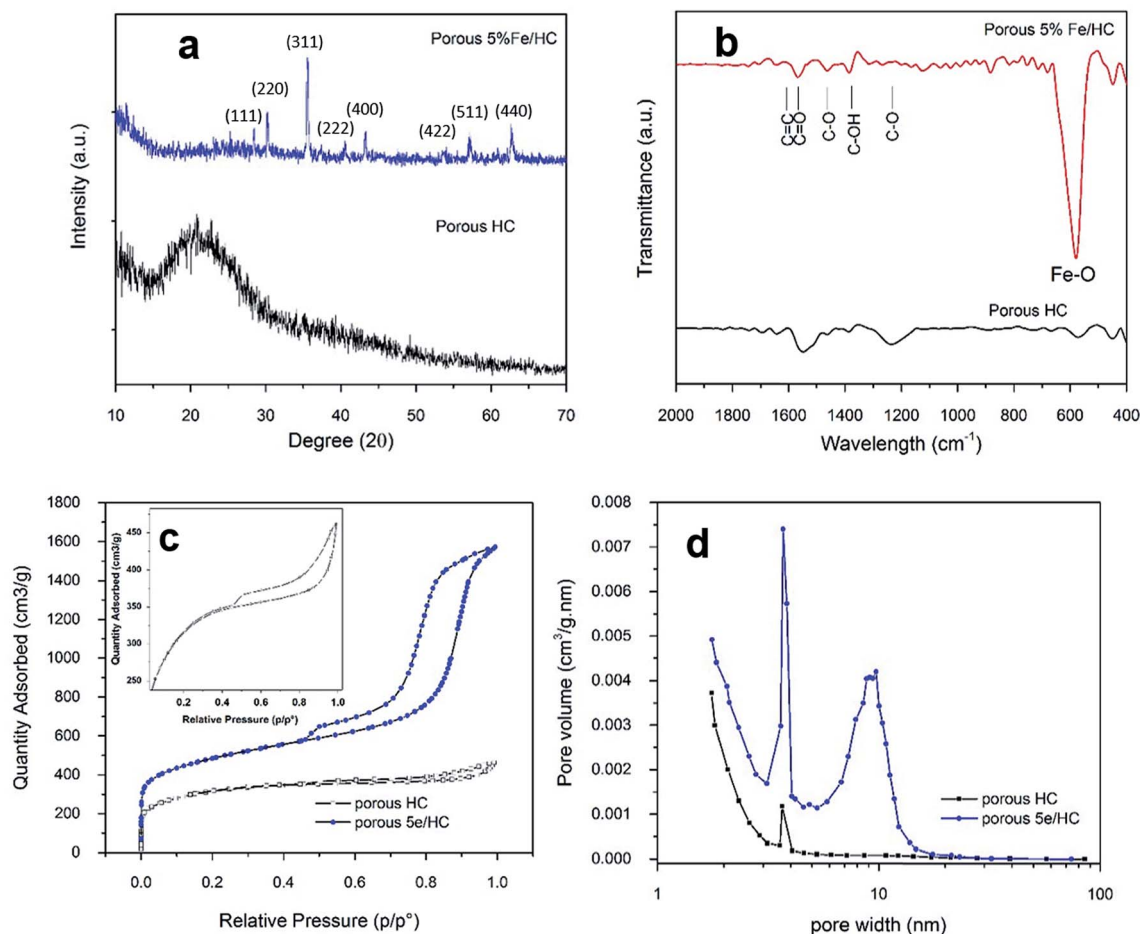 a
Porous 5%Fe/HC
(311)
(220)
(111)
(222)
(400)
(422)
(511)
(440)
Porous HC
Intensity (a.u.)
10 20 30 40 50 60 70
Degree (2θ)
b
Porous 5% Fe/HC
C=C
C=O
C-O
C-OH
C-O
Fe-O
Porous HC
Transmittance (a.u.)
2000 1800 1600 1400 1200 1000 800 600 400
Wavelength (cm-1)
c
1800
1600
1400
1200
1000
800
600
400
200
0
Quantity Adsorbed (cm3/g)
450
400
350
300
250
Quantity Adsorbed (cm3/g)
0.2 0.4 0.6 0.8 1.0
Relative Pressure (p/p°)
porous HC
porous 5e/HC
0.0 0.2 0.4 0.6 0.8 1.0
Relative Pressure (p/p°)
d
0.008
0.007
0.006
0.005
0.004
0.003
0.002
0.001
0.000
Pore volume (cm3/g.nm)
porous HC
porous 5e/HC
1 10 100
pore width (nm)